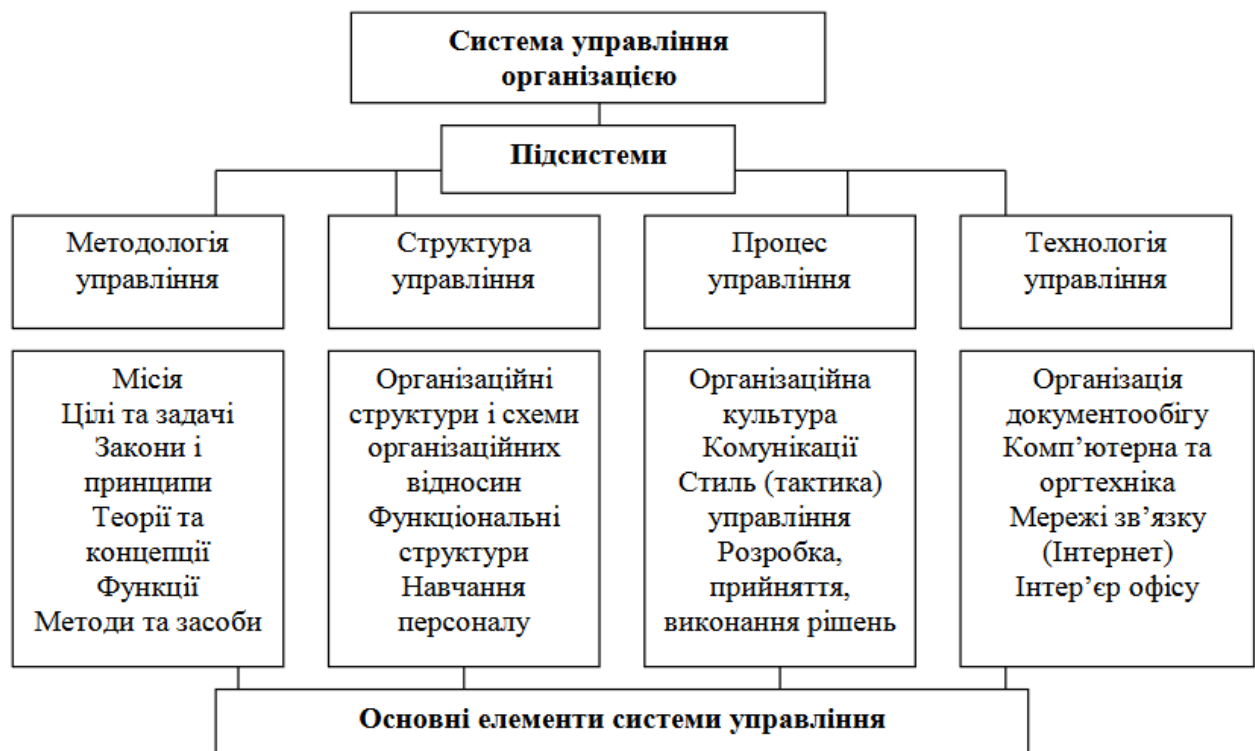 Система управління
організацією
Підсистеми
Методологія
управління
Структура
управління
Процес
управління
Технологія
управління
Місія
Цілі та задачі
Закони і
принципи
Теорії та
концепції
Функції
Методи та засоби
Організаційні
структури і схеми
організаційних
відносин
Функціональні
структури
Навчання
персоналу
Організаційна
культура
Комунікації
Стиль (тактика)
управління
Розробка,
прийняття,
виконання рішень
Організація
документообігу
Комп’ютерна та
оргтехніка
Мережі зв’язку
(Інтернет)
Інтер’єр офісу
Основні елементи системи управління